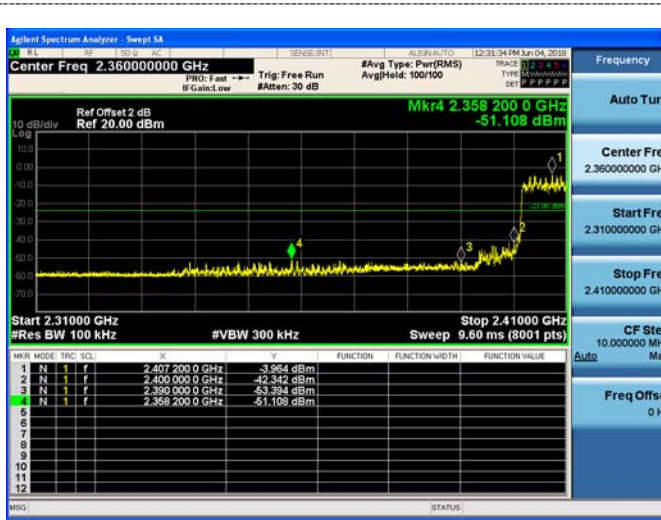 Agilent Spectrum Analyzer - Swept SA
RL RF 50 Ω AC SENSE:INT ALIGNAUTO 12:31:34 PM Jun 04, 2018
Center Freq 2.360000000 GHz
PNO: Fast
IFGain:Low
Trig: Free Run
#Atten: 30 dB
#Avg Type: Pwr(RMS)
Avg|Hold: 100/100
TRACE 1 2 3 4 5 6
TYPE M
DET P P P P P P
Ref Offset 2 dB
10 dB/div Ref 20.00 dBm
Log
Mkr4 2.358 200 0 GHz
-51.108 dBm
10.0
0.00
-10.0
-20.0
-30.0
-40.0
-50.0
-60.0
-70.0
1
2
3
4
Start 2.31000 GHz Stop 2.41000 GHz
#Res BW 100 kHz #VBW 300 kHz Sweep 9.60 ms (8001 pts)
MKR MODE TRC SCL X Y FUNCTION FUNCTION WIDTH FUNCTION VALUE
1 N 1 f 2.407 200 0 GHz -3.964 dBm
2 N 1 f 2.400 000 0 GHz -42.342 dBm
3 N 1 f 2.390 000 0 GHz -53.394 dBm
4 N 1 f 2.358 200 0 GHz -51.108 dBm
5
6
7
8
9
10
11
12
MSG STATUS
Frequency
Auto Tun
Center Fre
2.360000000 GH
Start Fre
2.310000000 GH
Stop Fre
2.410000000 GH
CF Ste
10.000000 MH
Auto Ma
Freq Offs
0 H